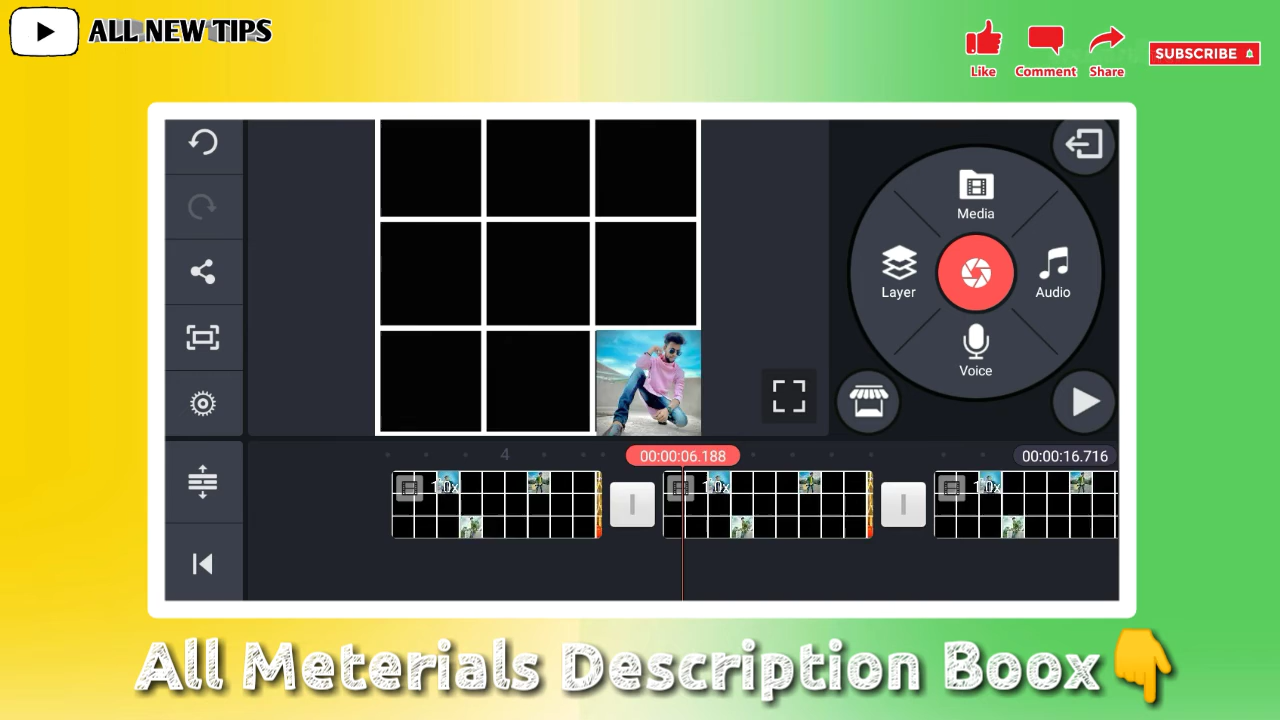 ALL NEW TIPS
Like
Comment
Share
SUBSCRIBE
Media
Layer
Audio
Voice
4
00:00:06.188
00:00:16.716
1.0x
1.0x
1.0x
All Meterials Description Boox